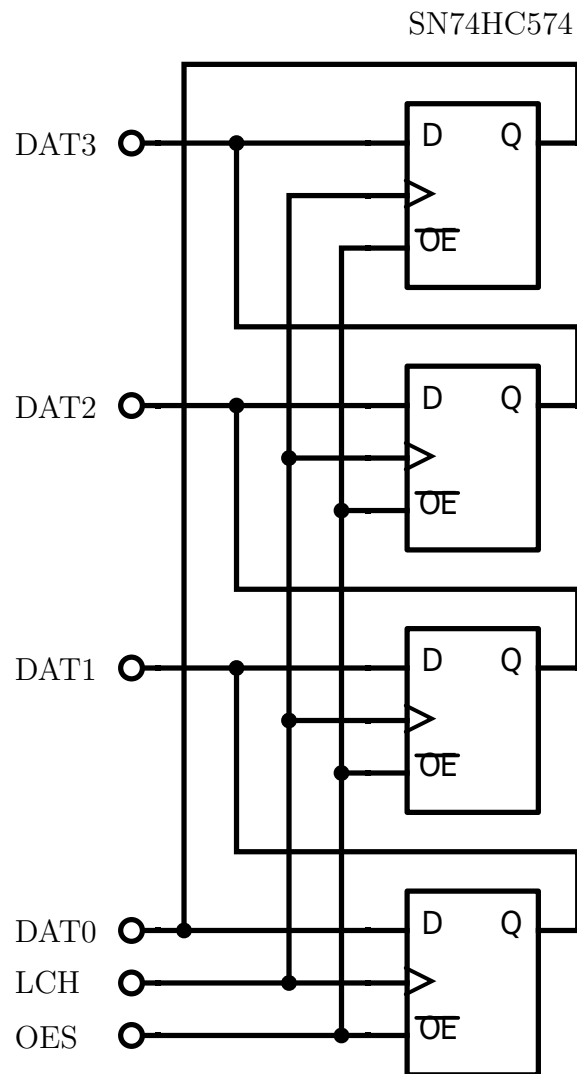 SN74HC574
DAT3
D Q
OE
DAT2
D Q
OE
DAT1
D Q
OE
DAT0
D Q
LCH
OES
OE